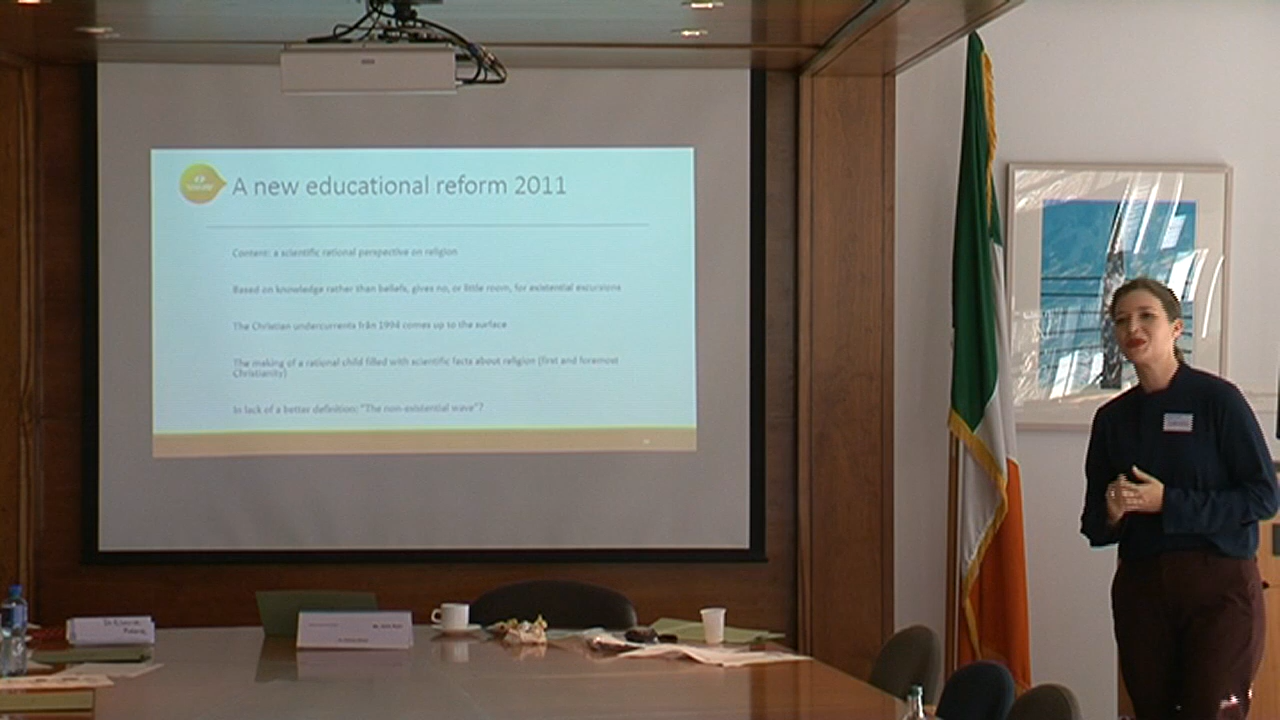 A new educational reform 2011
Content: a scientific rational perspective on religion
Based on knowledge rather than beliefs, gives no, or little room, for existential excursions
The Christian undercurrents från 1994 comes up to the surface
The making of a rational child filled with scientific facts about religion (first and foremost
Christianity)
In lack of a better definition: "The non-existential wave"?